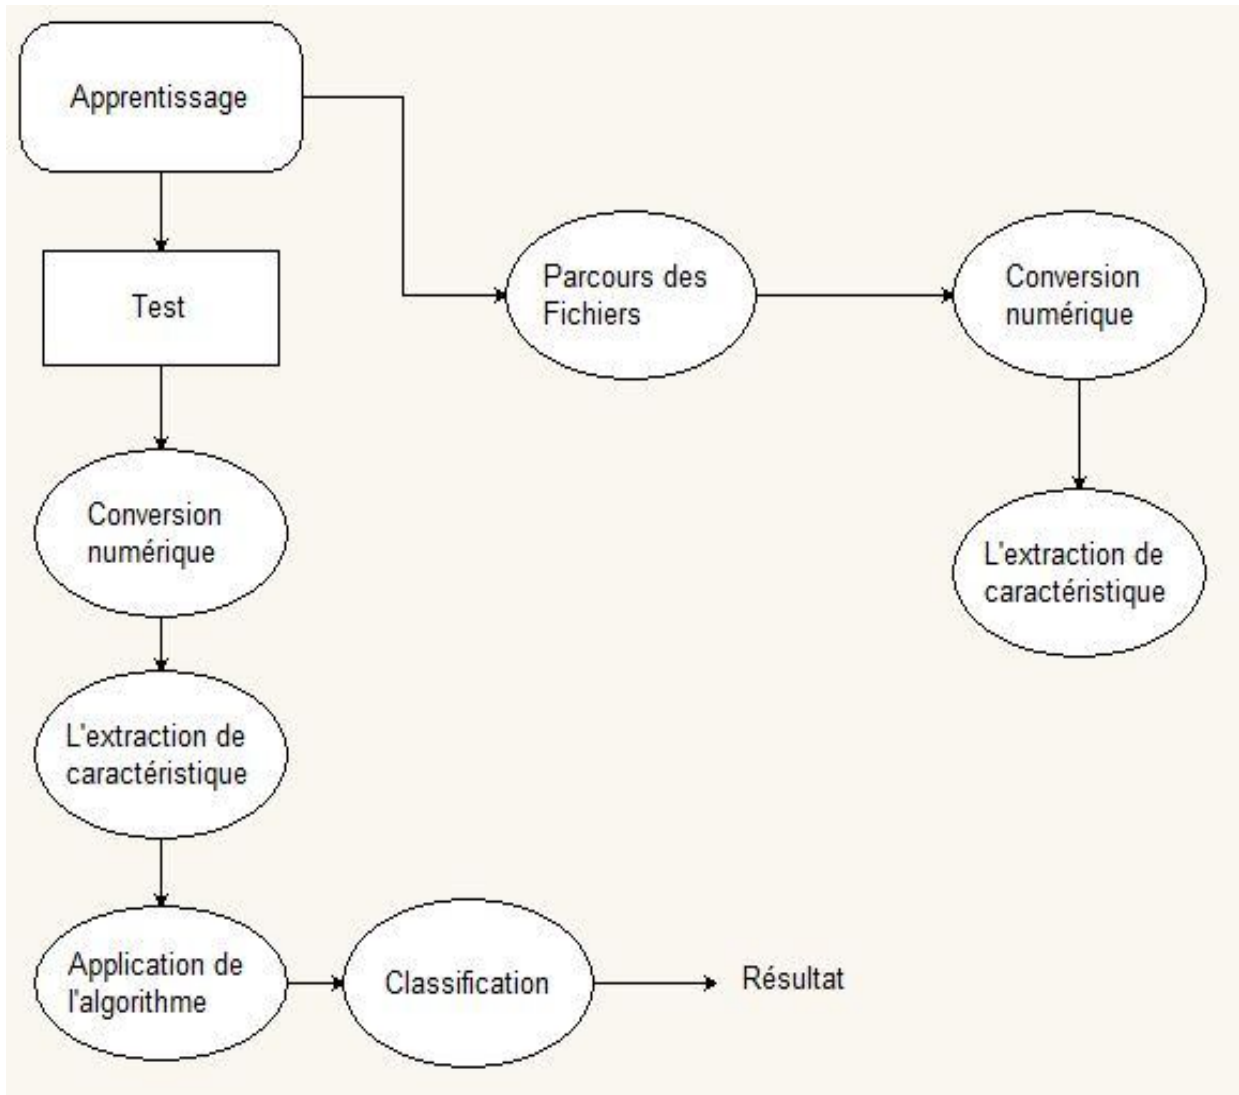 Apprentissage
Test
Parcours des
Fichiers
Conversion
numérique
L'extraction de
caractéristique
Conversion
numérique
L'extraction de
caractéristique
Application de
l'algorithme
Classification
Résultat